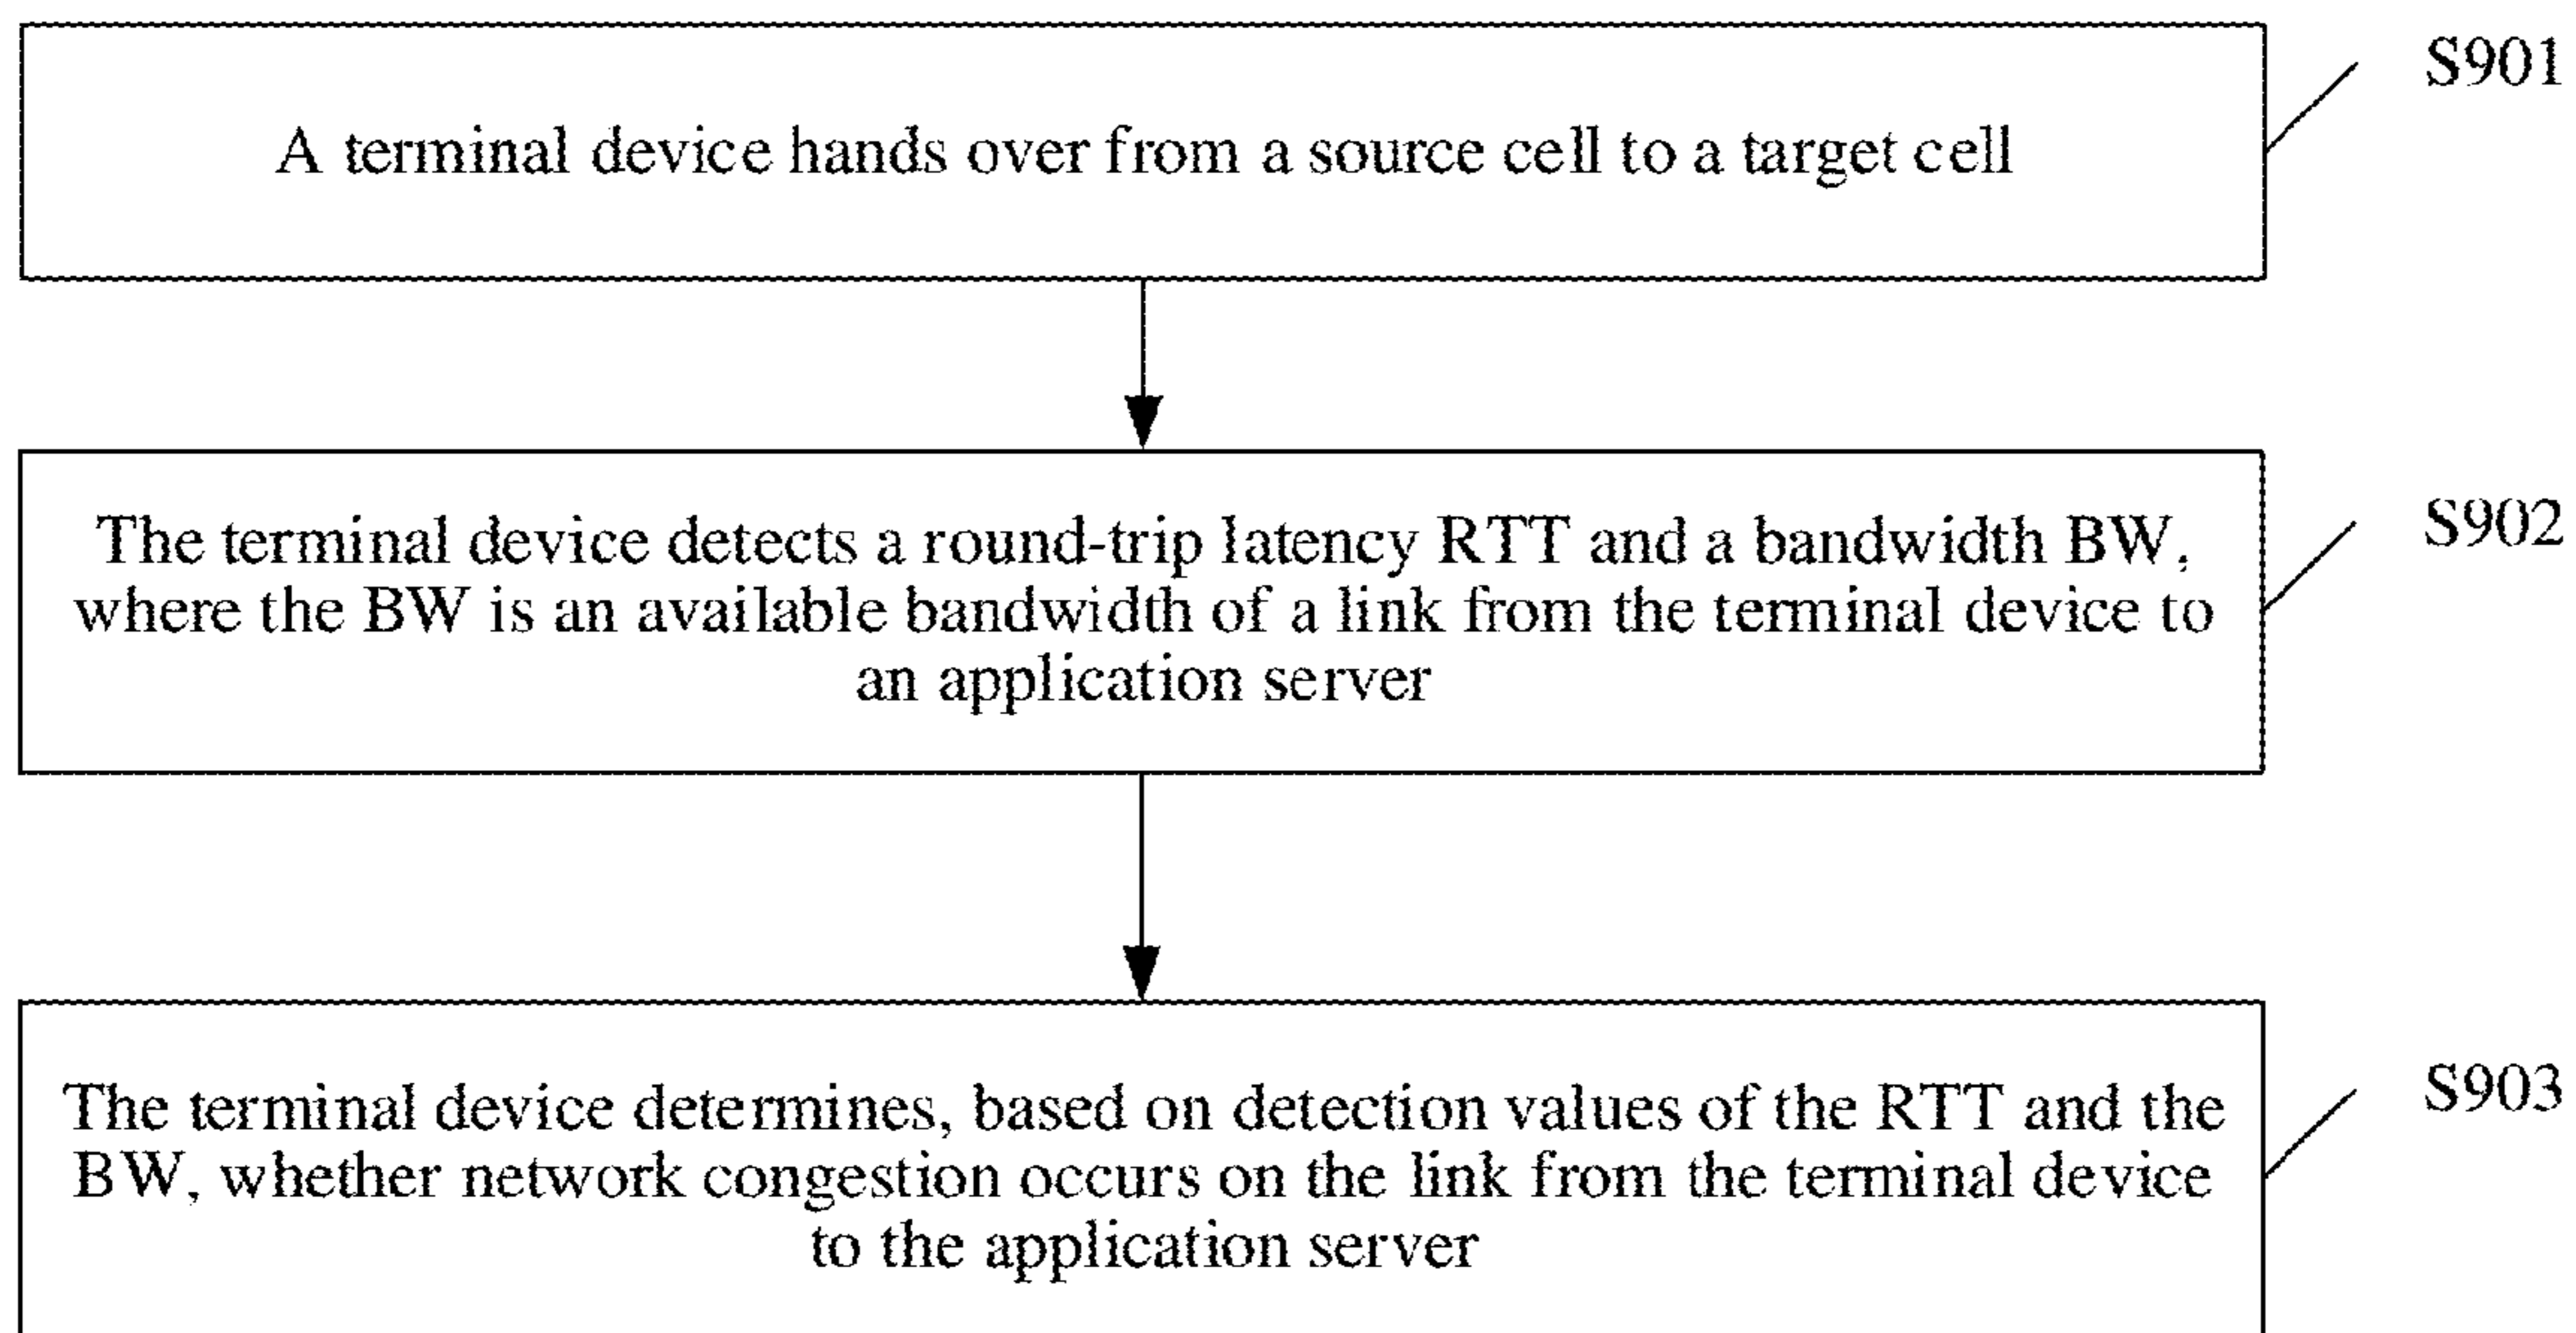 A terminal device hands over from a source cell to a target cell
S901
The terminal device detects a round-trip latency RTT and a bandwidth BW,
where the BW is an available bandwidth of a link from the terminal device to
an application server
S902
The terminal device determines, based on detection values of the RTT and the
BW, whether network congestion occurs on the link from the terminal device
to the application server
S903